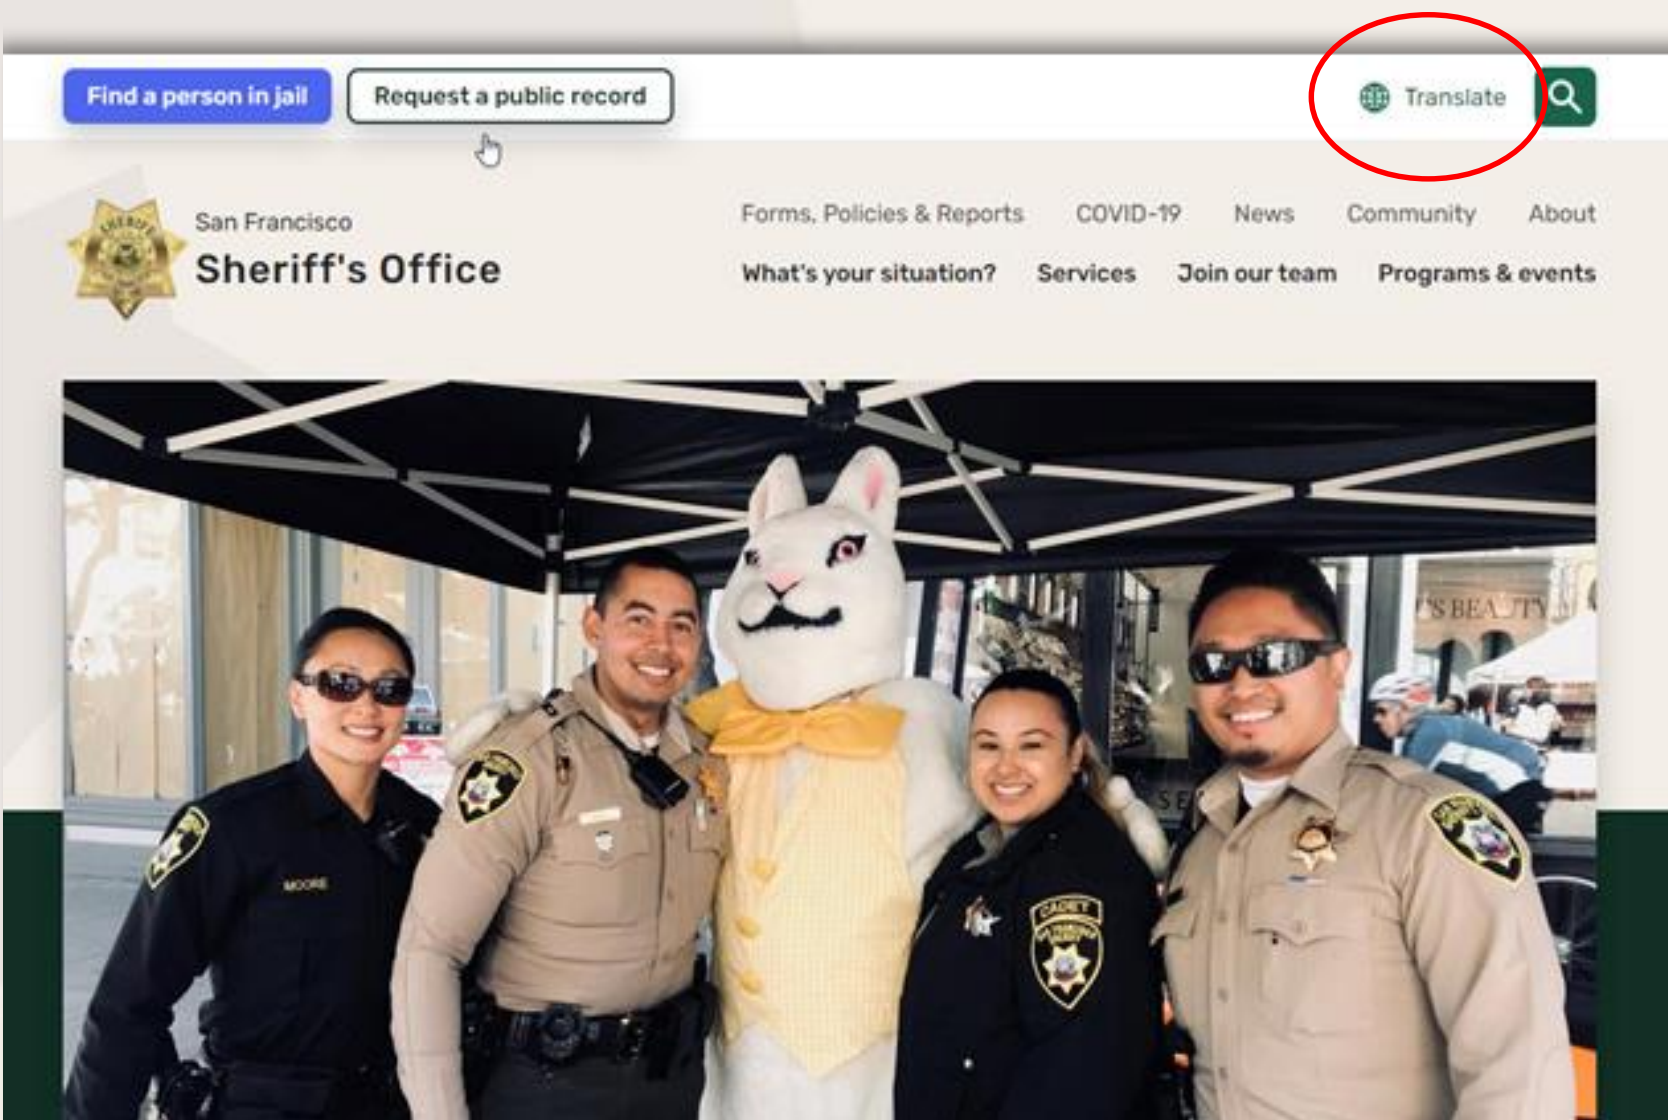 Find a person in jail
Request a public record
Translate
San Francisco
Sheriff's Office
Forms, Policies & Reports
COVID-19
News
Community
About
What's your situation?
Services
Join our team
Programs & events
SHERIFF
MOORE
CADET